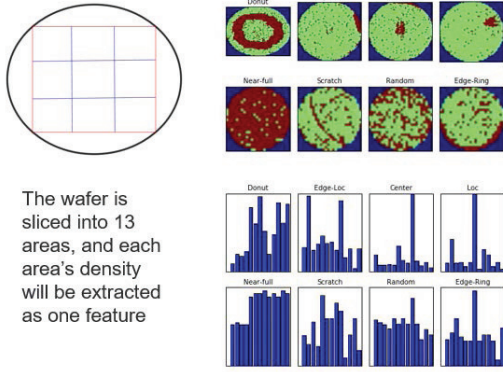 Donut
Near-full Scratch Random Edge-Ring
The wafer is
sliced into 13
areas, and each
area's density
will be extracted
as one feature
Donut Edge-Loc Center Loc
Near-full Scratch Random Edge-Ring